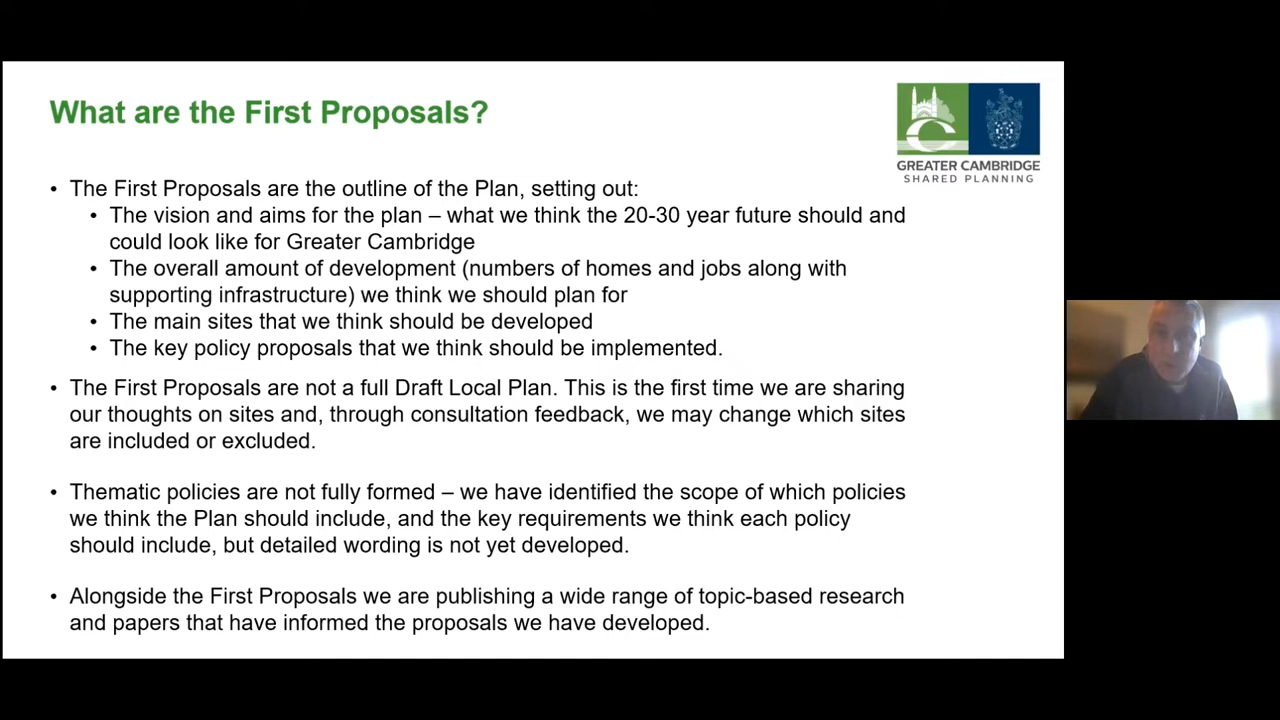 What are the First Proposals?
GREATER CAMBRIDGE
SHARED PLANNING
• The First Proposals are the outline of the Plan, setting out:
• The vision and aims for the plan – what we think the 20-30 year future should and
could look like for Greater Cambridge
• The overall amount of development (numbers of homes and jobs along with
supporting infrastructure) we think we should plan for
• The main sites that we think should be developed
• The key policy proposals that we think should be implemented.
• The First Proposals are not a full Draft Local Plan. This is the first time we are sharing
our thoughts on sites and, through consultation feedback, we may change which sites
are included or excluded.
• Thematic policies are not fully formed – we have identified the scope of which policies
we think the Plan should include, and the key requirements we think each policy
should include, but detailed wording is not yet developed.
• Alongside the First Proposals we are publishing a wide range of topic-based research
and papers that have informed the proposals we have developed.